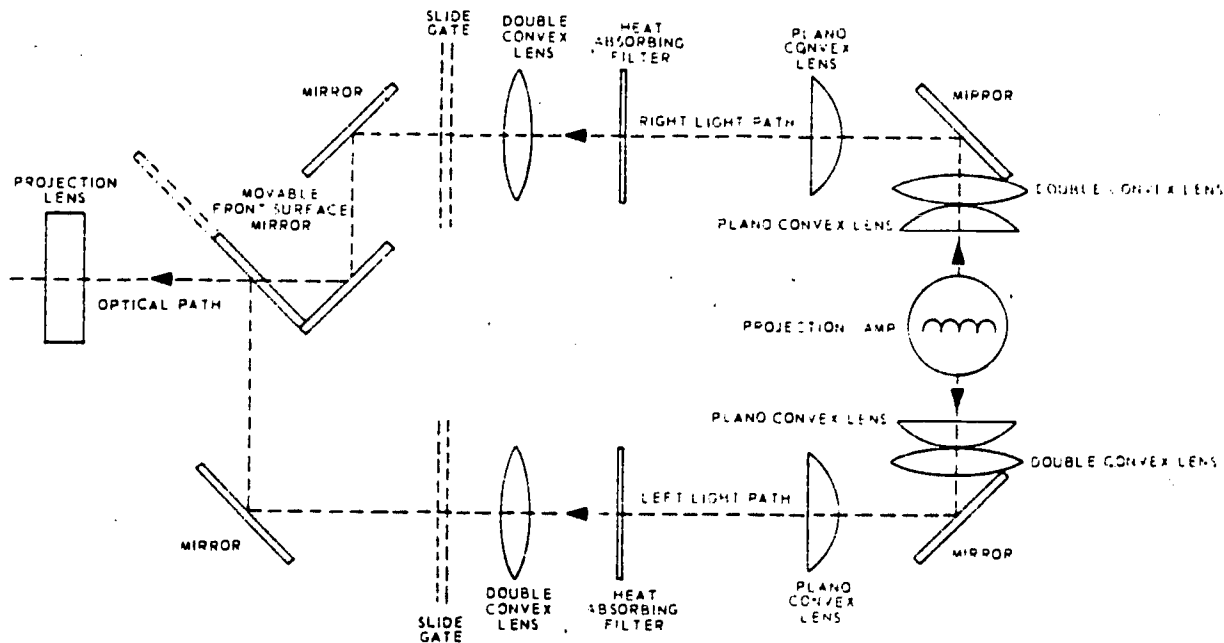 SLIDE
GATE
DOUBLE
CONVEX
LENS
HEAT
ABSORBING
FILTER
PLANO
CONVEX
LENS
MIRROR
MIRROR
RIGHT LIGHT PATH
PROJECTION
LENS
MOVABLE
FRONT SURFACE
MIRROR
DOUBLE CONVEX LENS
PLANO CONVEX LENS
OPTICAL PATH
PROJECTION LAMP
PLANO CONVEX LENS
DOUBLE CONVEX LENS
LEFT LIGHT PATH
MIRROR
MIRROR
SLIDE
GATE
DOUBLE
CONVEX
LENS
HEAT
ABSORBING
FILTER
PLANO
CONVEX
LENS